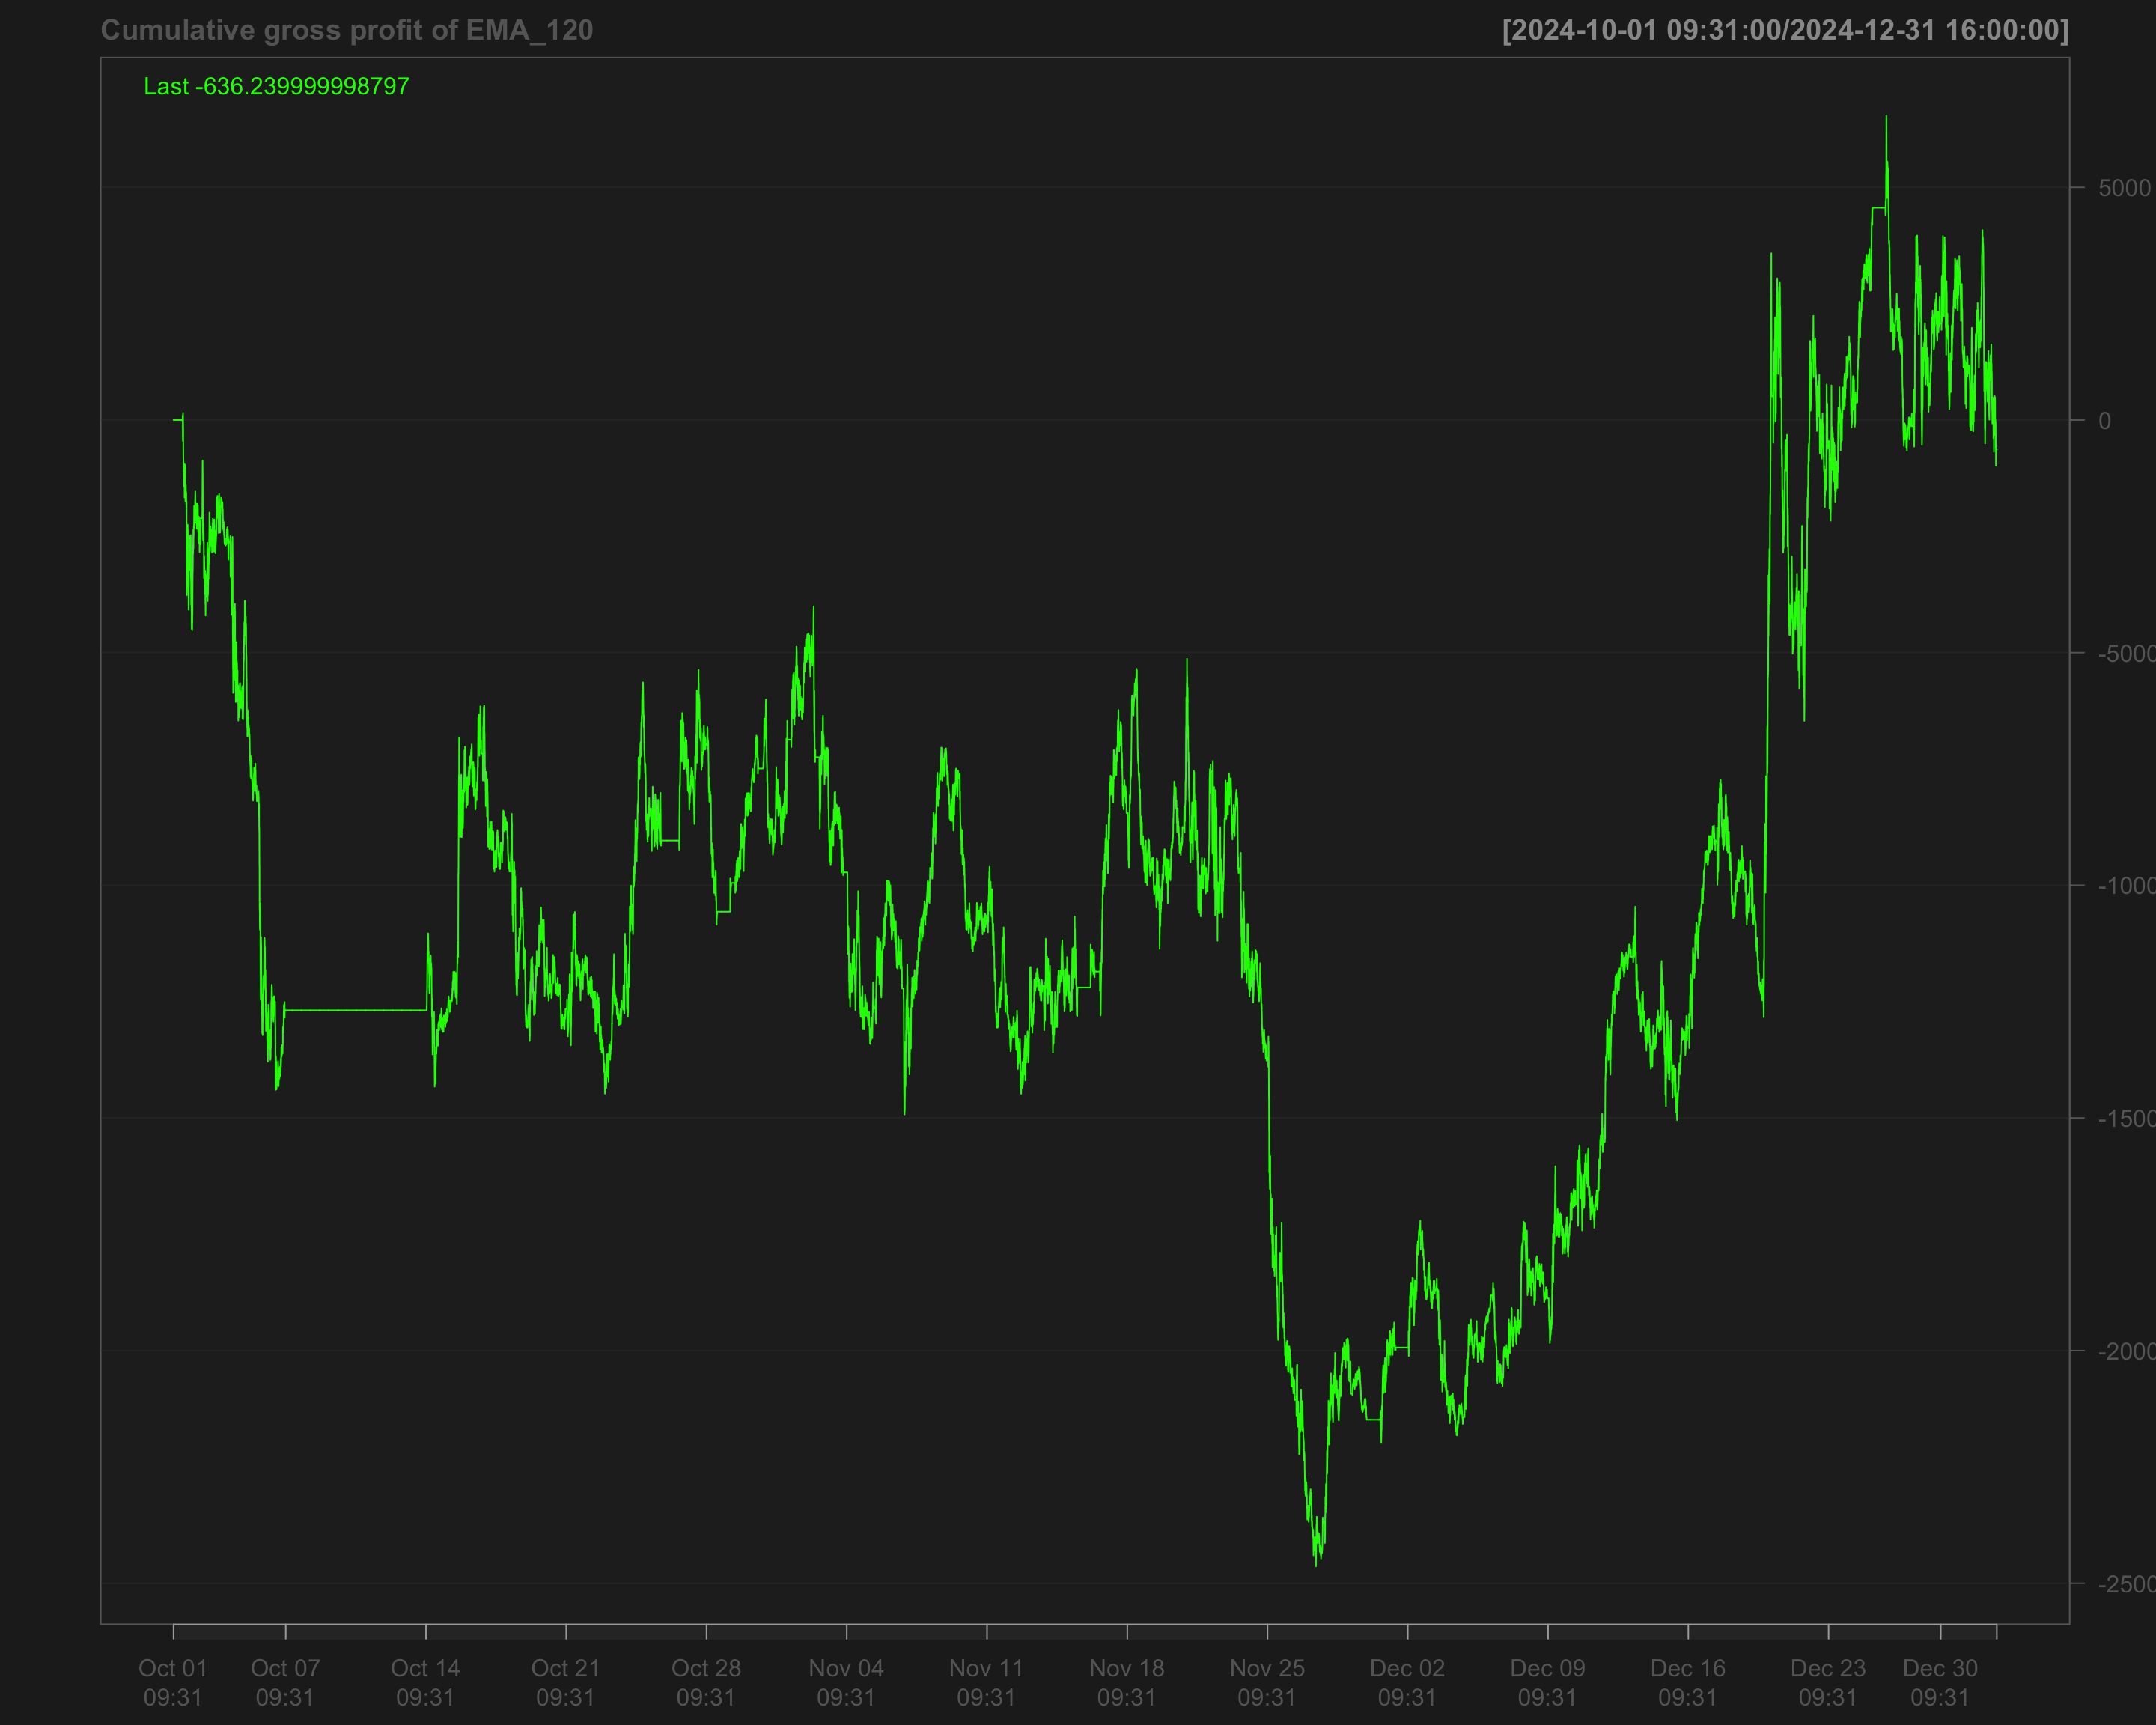 Cumulative gross profit of EMA_120
[2024-10-01 09:31:00/2024-12-31 16:00:00]
Last -636.239999998797
5000
0
-5000
-1000
-1500
-2000
-2500
Oct 01 Oct 07 Oct 14 Oct 21 Oct 28 Nov 04 Nov 11 Nov 18 Nov 25 Dec 02 Dec 09 Dec 16 Dec 23 Dec 30
09:31 09:31 09:31 09:31 09:31 09:31 09:31 09:31 09:31 09:31 09:31 09:31 09:31 09:31